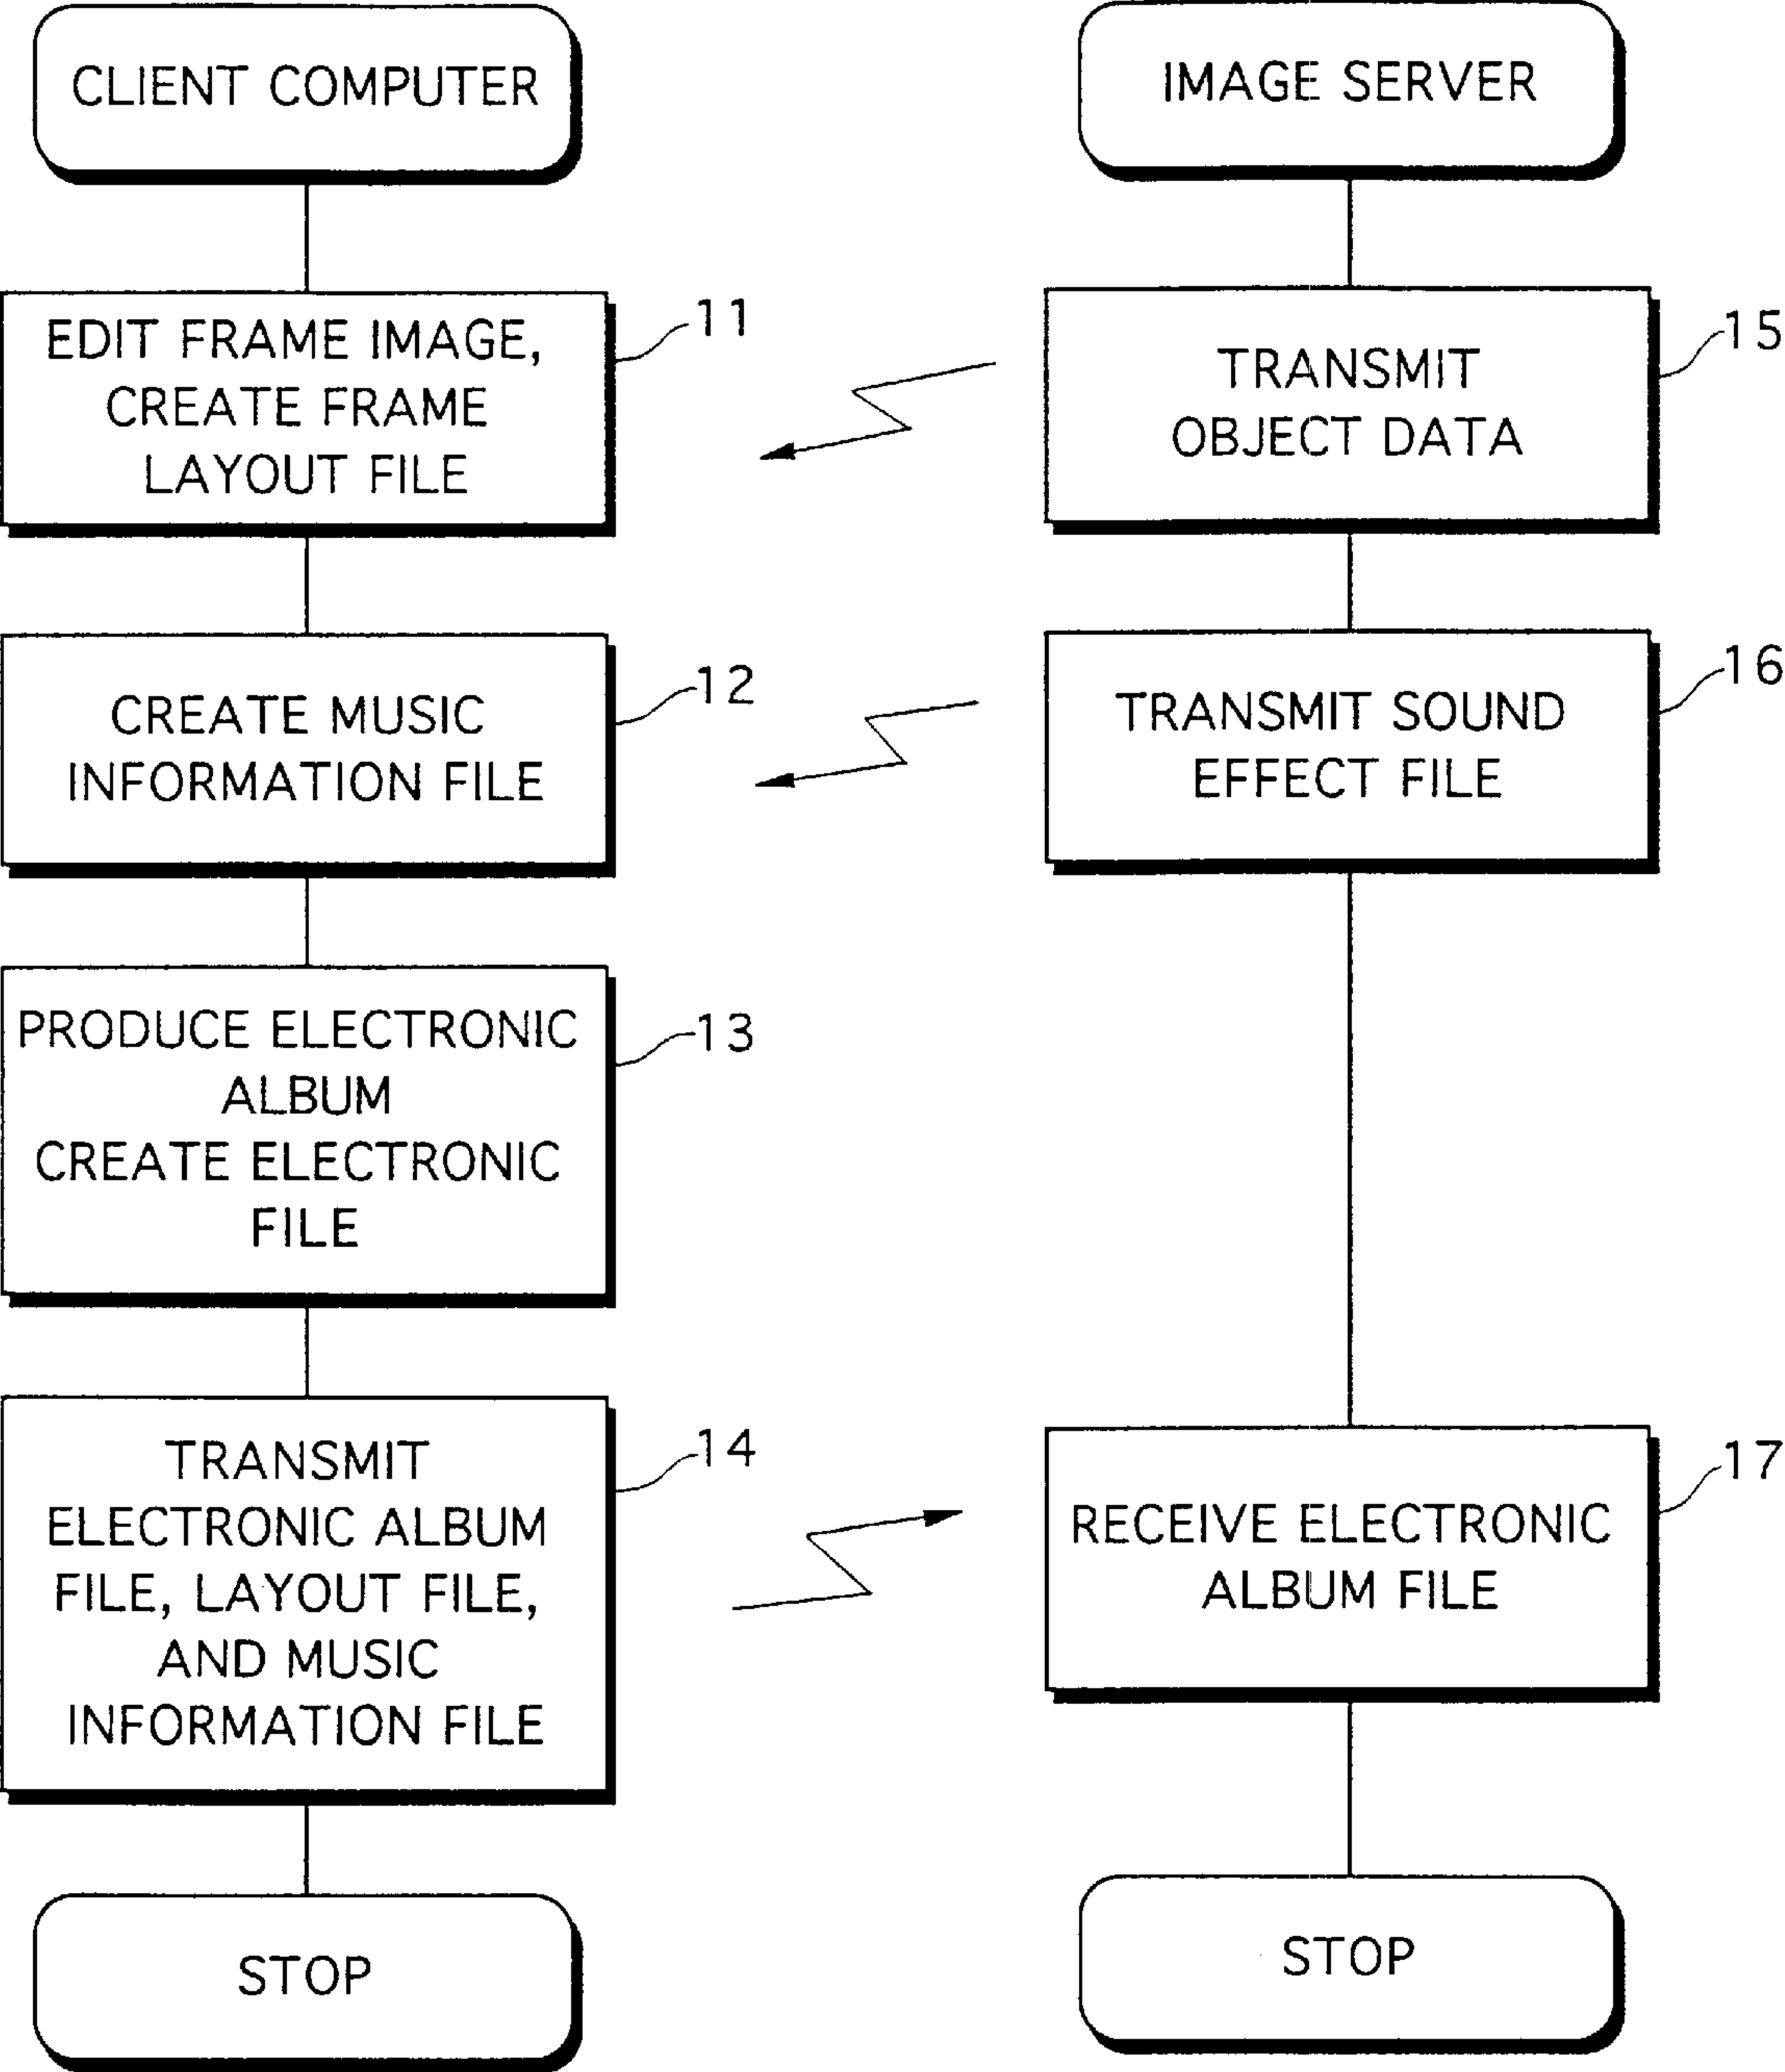 CLIENT COMPUTER
EDIT FRAME IMAGE,
CREATE FRAME
LAYOUT FILE
11
CREATE MUSIC
INFORMATION FILE
12
PRODUCE ELECTRONIC
ALBUM
CREATE ELECTRONIC
FILE
13
TRANSMIT
ELECTRONIC ALBUM
FILE, LAYOUT FILE,
AND MUSIC
INFORMATION FILE
14
STOP
IMAGE SERVER
TRANSMIT
OBJECT DATA
15
TRANSMIT SOUND
EFFECT FILE
16
RECEIVE ELECTRONIC
ALBUM FILE
17
STOP